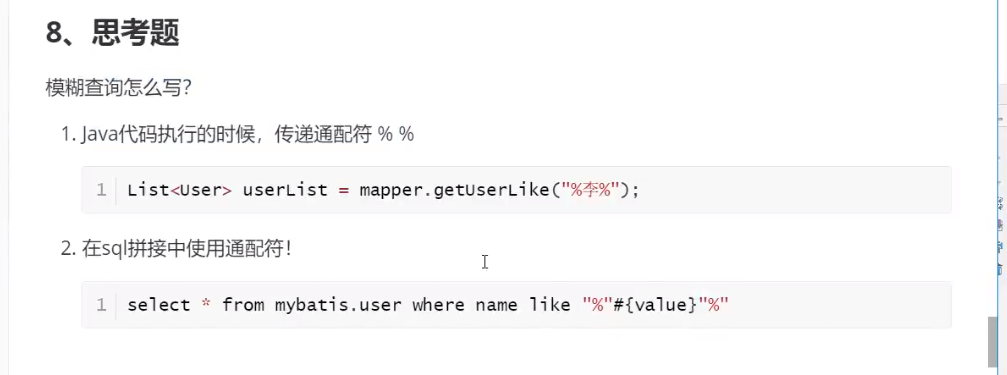 8、思考题
模糊查询怎么写？
1. Java代码执行的时候，传递通配符 % %
1 List<User> userList = mapper.getUserLike("%李%");
2. 在sql拼接中使用通配符！
1 select * from mybatis.user where name like "%"#{value}"%"